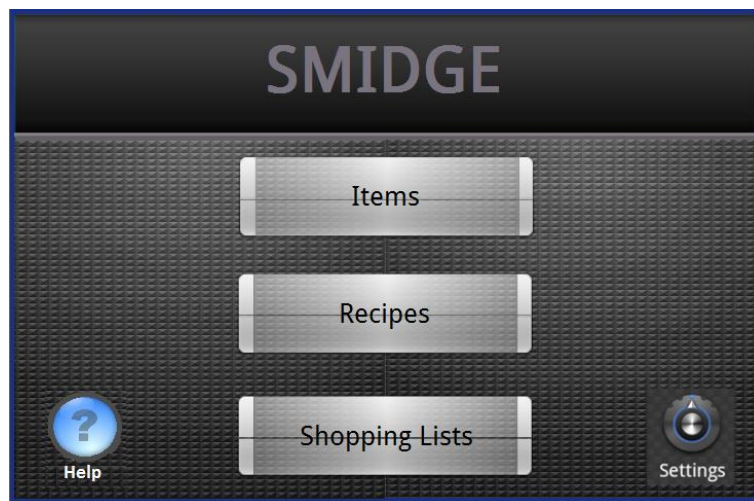 SMIDGE
Items
Recipes
Shopping Lists
?
Help
Settings